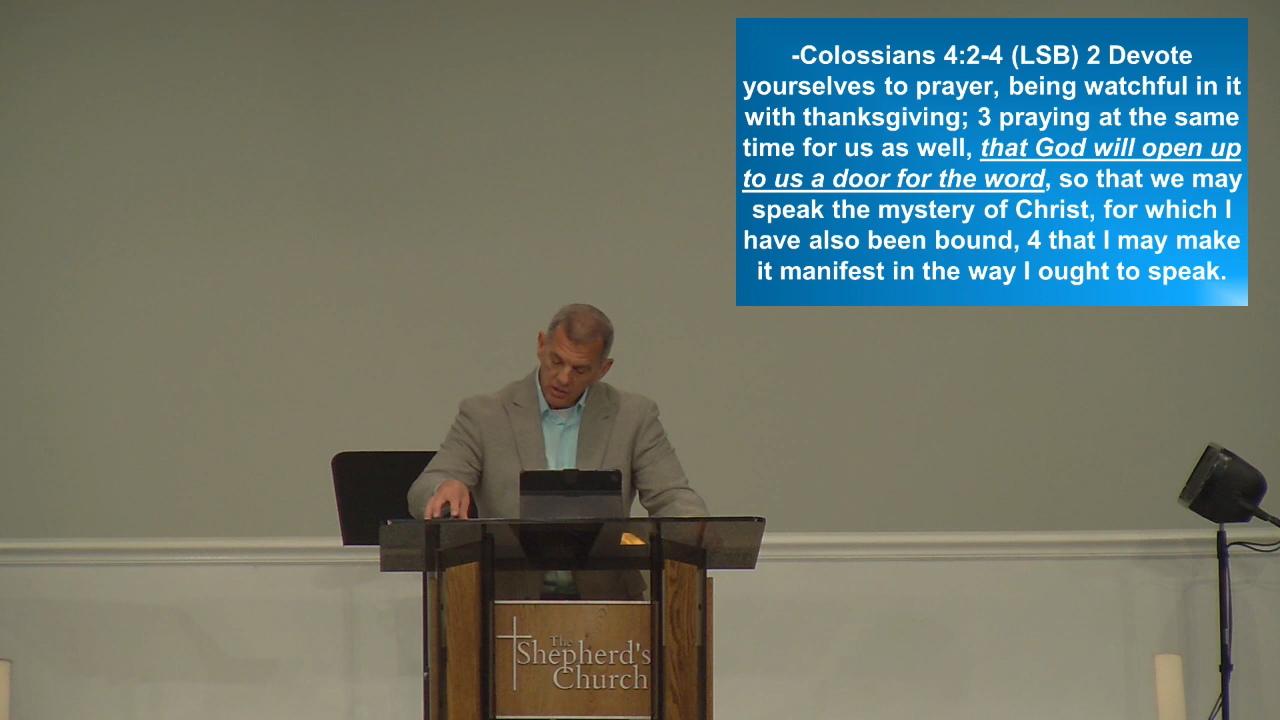 -Colossians 4:2-4 (LSB) 2 Devote
yourselves to prayer, being watchful in it
with thanksgiving; 3 praying at the same
time for us as well, that God will open up
to us a door for the word, so that we may
speak the mystery of Christ, for which I
have also been bound, 4 that I may make
it manifest in the way I ought to speak.
The
Shepherd's
Church